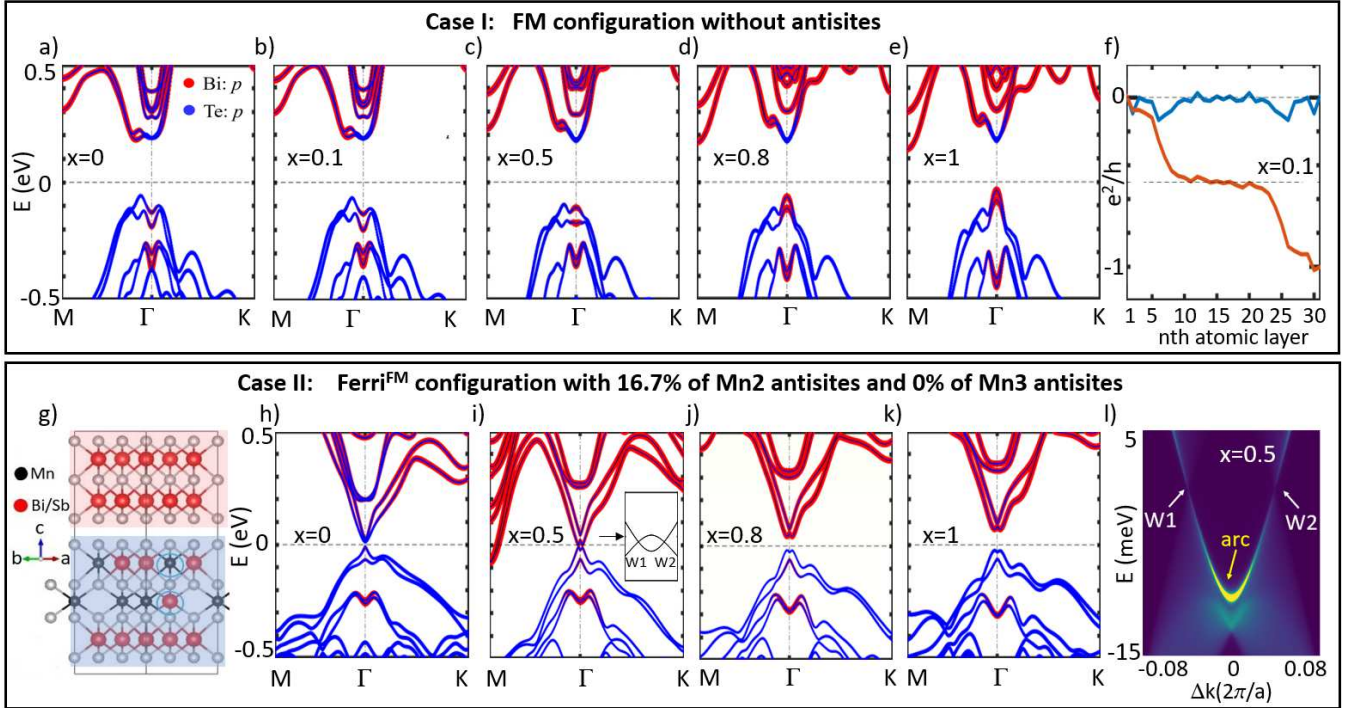 Case I: FM configuration without antisites
a) b) c) d) e) f)
0.5
0
-0.5
E (eV)
Bi: p
Te: p
x=0
x=0.1
x=0.5
x=0.8
x=1
M Γ K
M Γ K
M Γ K
M Γ K
M Γ K
0
e²/h
-1
x=0.1
1 5 10 15 20 25 30
nth atomic layer
Case II: Ferri^FM configuration with 16.7% of Mn2 antisites and 0% of Mn3 antisites
g) h) i) j) k) l)
Mn
Bi/Sb
c
b a
0.5
0
-0.5
E (eV)
x=0
x=0.5
W1 W2
x=0.8
x=1
M Γ K
M Γ K
M Γ K
M Γ K
5
E (meV)
-15
x=0.5
W1
W2
arc
-0.08 0 0.08
Δk(2π/a)